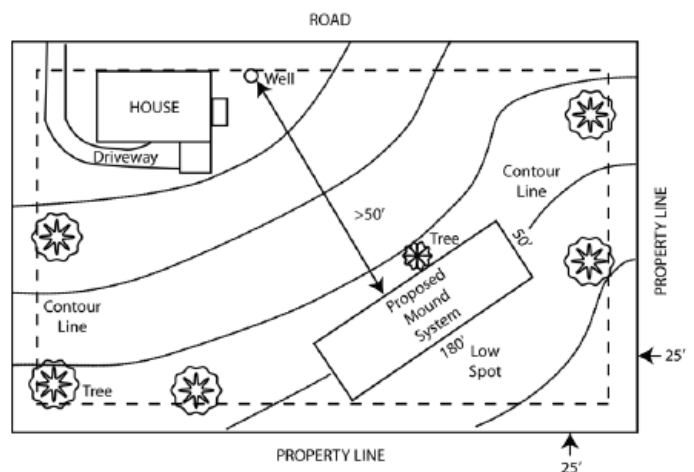 ROAD
Well
HOUSE
Driveway
Contour
Line
>50'
Tree
50'
PROPERTY LINE
Proposed
Mound
System
Contour
Line
180'
Low
Spot
25'
Tree
PROPERTY LINE
25'